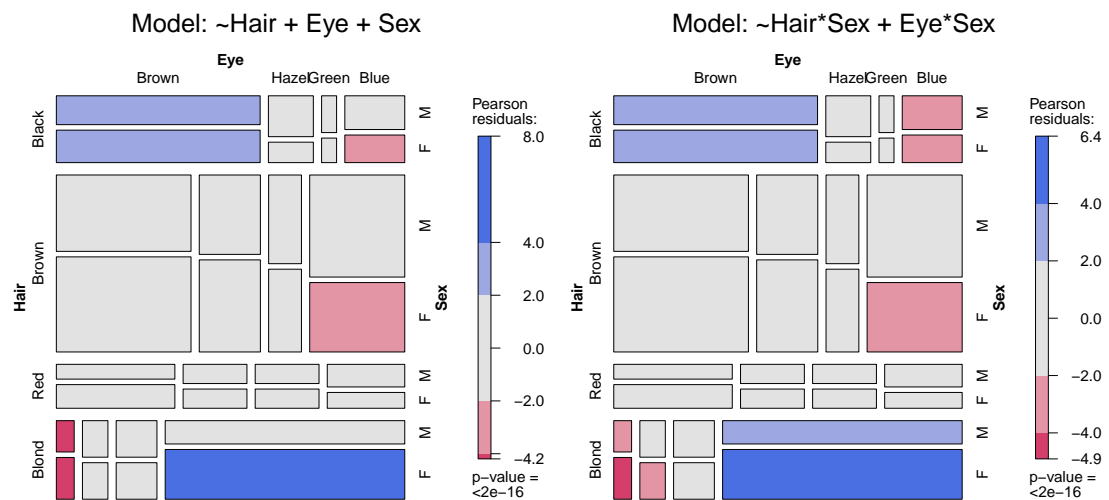 Model: ~Hair + Eye + Sex
Eye
Brown Hazel Green Blue
Hair
Black
Brown
Red
Blond
Sex
M
F
M
F
M
F
M
F
Pearson
residuals:
8.0
4.0
2.0
0.0
−2.0
−4.2
p−value =
<2e−16
Model: ~Hair*Sex + Eye*Sex
Eye
Brown Hazel Green Blue
Hair
Black
Brown
Red
Blond
Sex
M
F
M
F
M
F
M
F
Pearson
residuals:
6.4
4.0
2.0
0.0
−2.0
−4.0
−4.9
p−value =
<2e−16